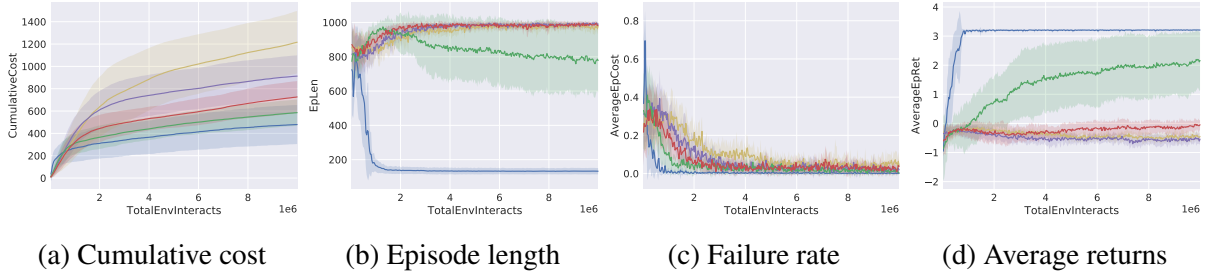 CumulativeCost
1400
1200
1000
800
600
400
200
0
2 4 6 8
1e6
TotalEnvInteracts
(a) Cumulative cost
EpLen
1000
800
600
400
200
2 4 6 8
1e6
TotalEnvInteracts
(b) Episode length
AverageEpCost
0.8
0.6
0.4
0.2
0.0
2 4 6 8
1e6
TotalEnvInteracts
(c) Failure rate
AverageEpRet
4
3
2
1
0
−1
−2
2 4 6 8
1e6
TotalEnvInteracts
(d) Average returns